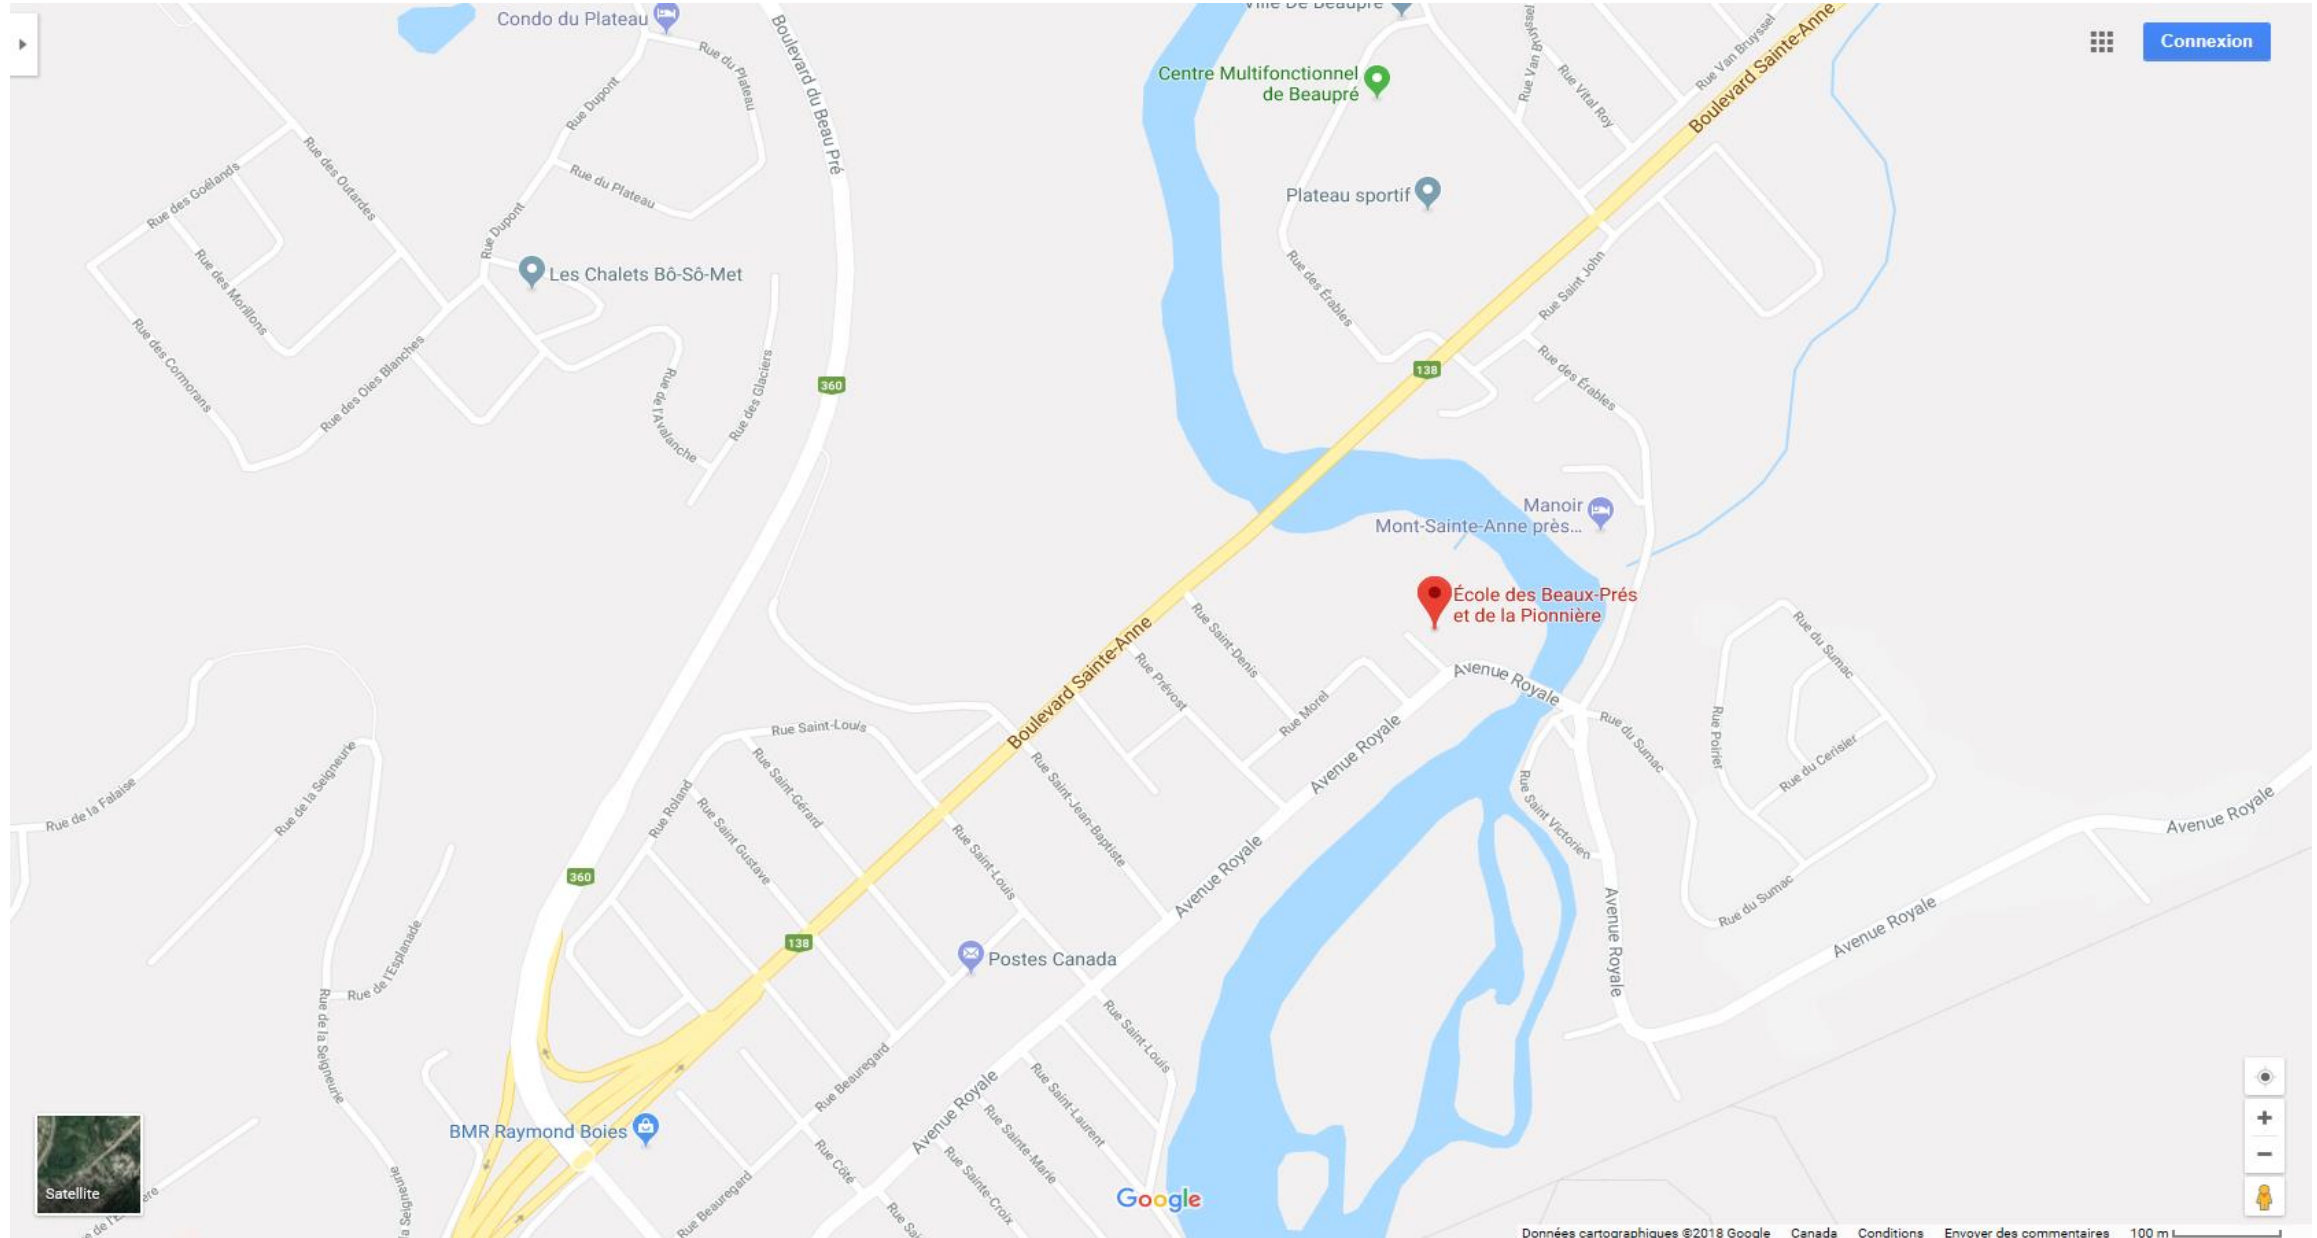 Condo du Plateau
Ville De Beaupré
Boulevard Sainte-Anne
Connexion
Rue du Plateau
Boulevard du Beau Pré
Rue Van Bruyssel
Rue Van Bruyssel
Centre Multifonctionnel
de Beaupré
Rue Vital Roy
Rue Dupont
Rue des Outardes
Rue des Goélands
Rue du Plateau
Plateau sportif
Rue Dupont
Les Chalets Bô-Sô-Met
Rue des Morillons
Rue des Érables
Rue Saint John
Rue des Cormorans
Rue des Oies Blanches
Rue de l'Avalanche
Rue des Glaciers
360
138
Rue des Érables
Manoir
Mont-Sainte-Anne près...
École des Beaux-Prés
et de la Pionnière
Rue Saint-Denis
Boulevard Sainte-Anne
Rue Prévost
Rue Morel
Avenue Royale
Rue du Sumac
Rue Saint-Louis
Avenue Royale
Rue du Sumac
Rue Poirier
Rue du Cerisier
Rue de la Falaise
Rue de la Seigneurie
Rue Roland
Rue Saint-Gérard
Rue Saint Gustave
Rue Saint-Jean-Baptiste
Rue Saint-Louis
Rue Saint Victorien
Avenue Royale
Avenue Royale
360
138
Rue du Sumac
Avenue Royale
Avenue Royale
Rue de l'Esplanade
Postes Canada
Rue de la Seigneurie
Rue Saint-Louis
Rue Beauregard
Avenue Royale
Rue Saint-Laurent
Rue Sainte-Marie
BMR Raymond Boies
Rue Côté
Rue Sainte-Croix
Rue Beauregard
Satellite
Google
Données cartographiques ©2018 Google Canada Conditions Envoyer des commentaires 100 m